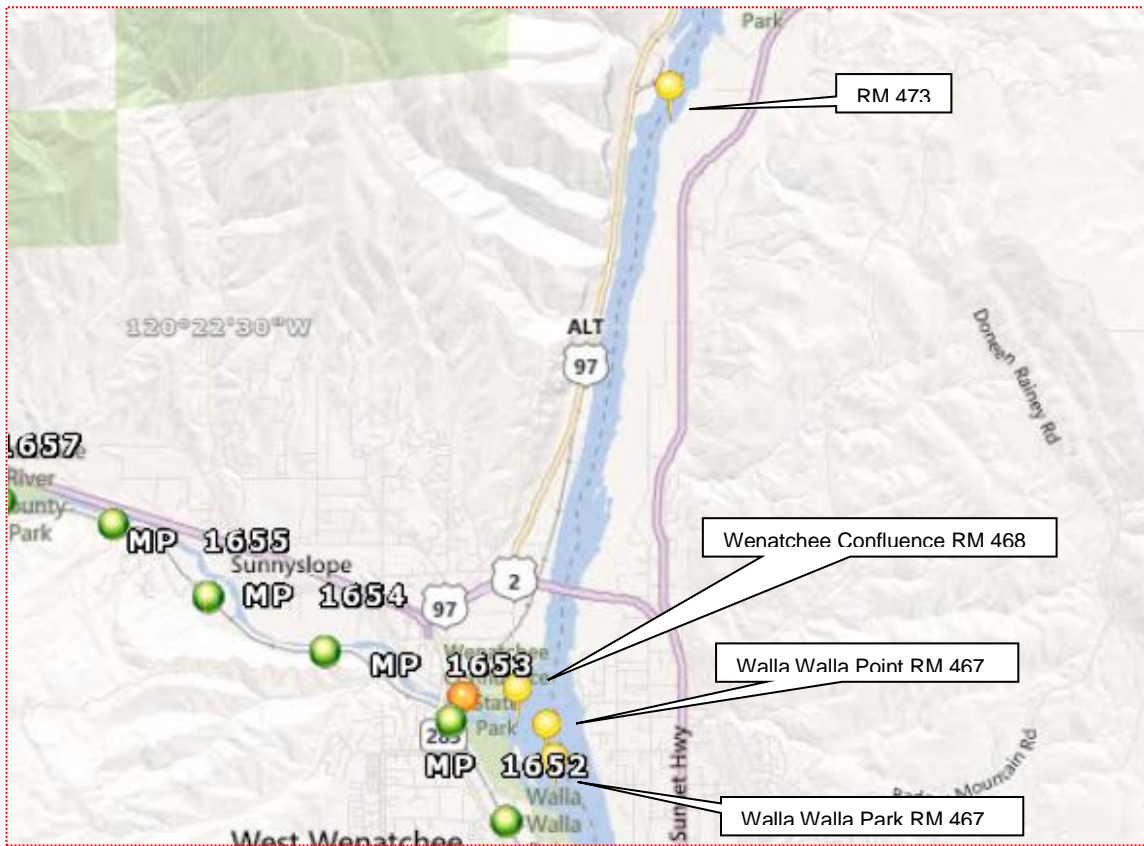 Park
RM 473
120°22'30"W
ALT
97
Doneen Rainey Rd
1657
River
County
Park
MP 1655
Sunnyslope
MP 1654
97
2
Wenatchee Confluence RM 468
Wenatchee
MP 1653
State
Park
Walla Walla Point RM 467
MP 1652
Walla
Walla
Sunset Hwy
Mountain Rd
Walla Walla Park RM 467
West Wenatchee